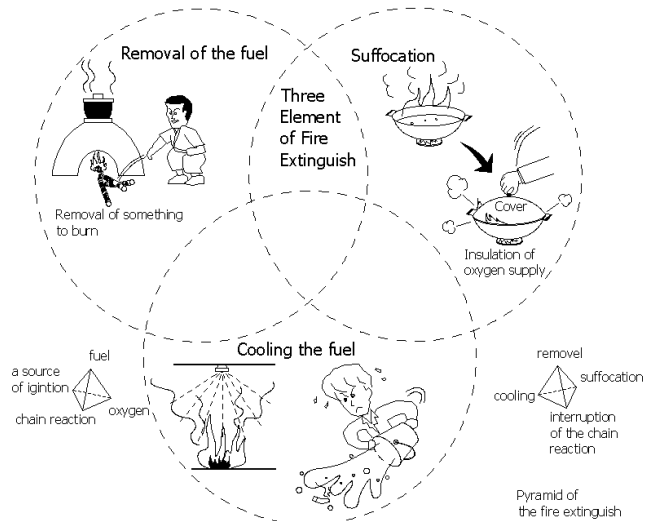 Removal of the fuel
Suffocation
Three
Element
of Fire
Extinguish
Removal of something
to burn
Cover
Insulation of
oxygen supply
Cooling the fuel
fuel
a source
of igintion
chain reaction
oxygen
removel
suffocation
cooling
interruption
of the chain
reaction
Pyramid of
the fire extinguish